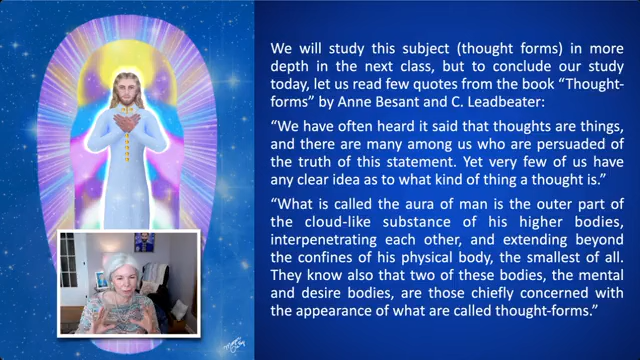 We will study this subject (thought forms) in more
depth in the next class, but to conclude our study
today, let us read few quotes from the book “Thought-
forms” by Anne Besant and C. Leadbeater:
“We have often heard it said that thoughts are things,
and there are many among us who are persuaded of
the truth of this statement. Yet very few of us have
any clear idea as to what kind of thing a thought is.”
“What is called the aura of man is the outer part of
the cloud-like substance of his higher bodies,
interpenetrating each other, and extending beyond
the confines of his physical body, the smallest of all.
They know also that two of these bodies, the mental
and desire bodies, are those chiefly concerned with
the appearance of what are called thought-forms.”